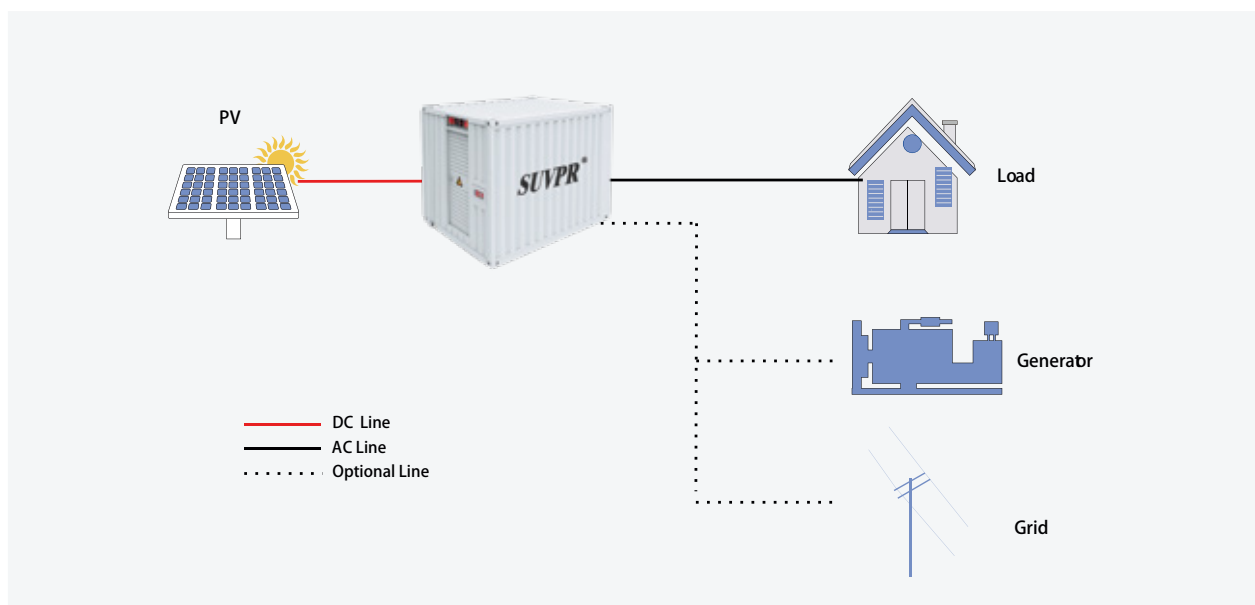 PV
SUVPR®
Load
Generator
DC Line
AC Line
Optional Line
Grid